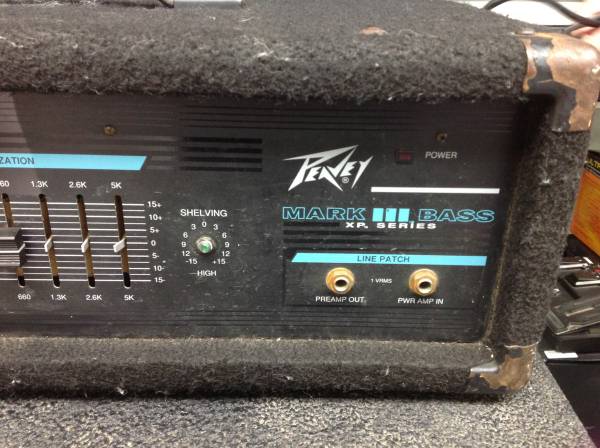 ZATION
660 1.3K 2.6K 5K
15+
10+
5+
0
5-
10-
15-
660 1.3K 2.6K 5K
SHELVING
0
3 3
6 6
9 9
12 12
-15 +15
HIGH
PEAVEY®
POWER
MARK III BASS
XP. SERIES
LINE PATCH
1 VRMS
PREAMP OUT PWR AMP IN